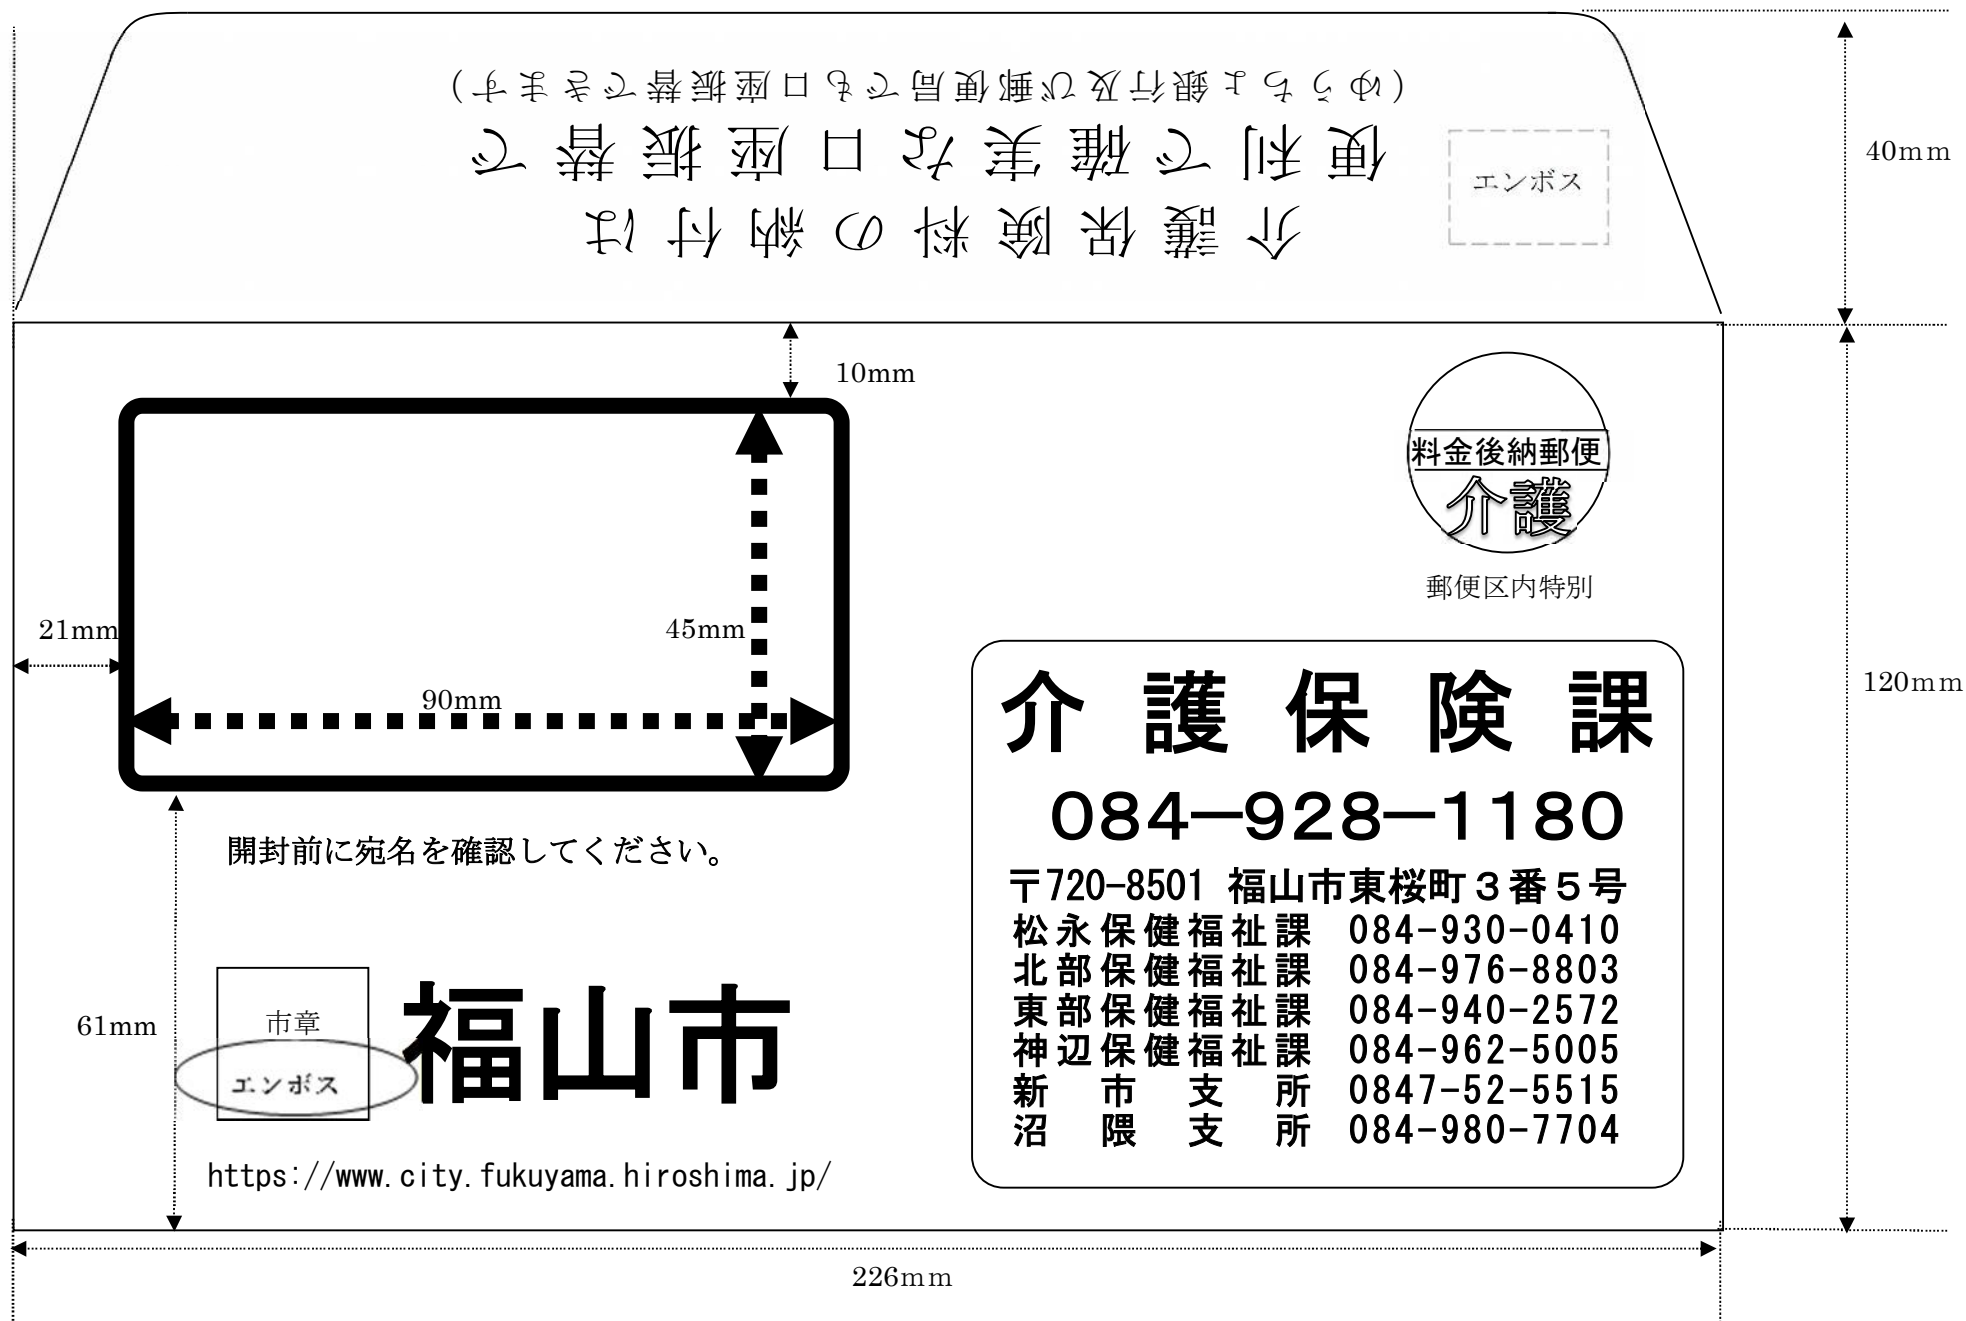 介護保険料の納付は
便利で確実な口座振替で
(ゆうちょ銀行及び郵便局でも口座振替できます)
エンボス
40mm
10mm
料金後納郵便
介護
郵便区内特別
21mm
45mm
90mm
120mm
開封前に宛名を確認してください。
61mm
市章
エンボス
福山市
https://www.city.fukuyama.hiroshima.jp/
介護保険課
084-928-1180
〒720-8501 福山市東桜町3番5号
松永保健福祉課 084-930-0410
北部保健福祉課 084-976-8803
東部保健福祉課 084-940-2572
神辺保健福祉課 084-962-5005
新市支所 0847-52-5515
沼隈支所 084-980-7704
226mm